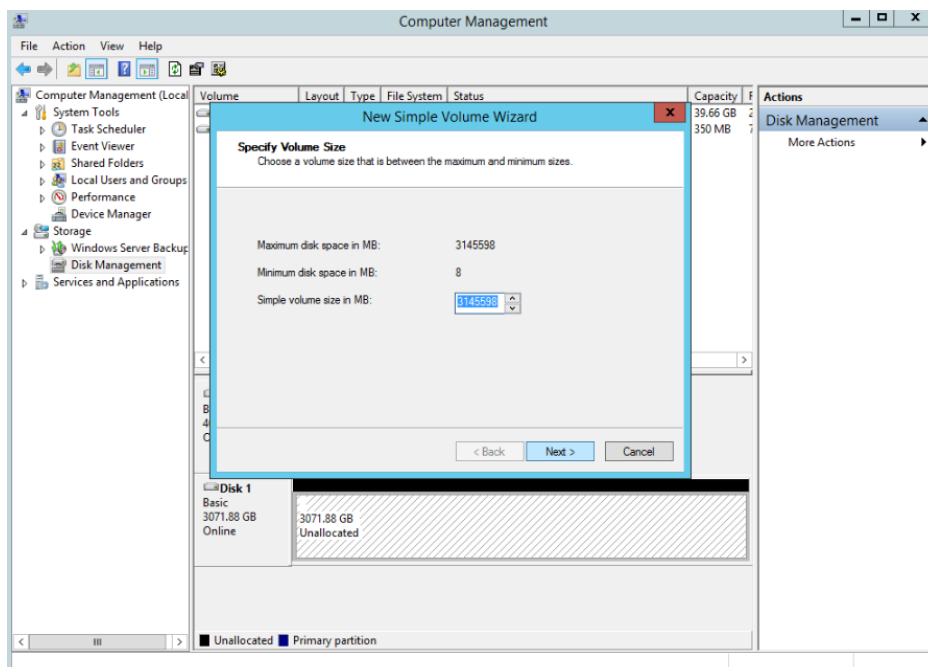 Computer Management
File Action View Help
Computer Management (Local
System Tools
Task Scheduler
Event Viewer
Shared Folders
Local Users and Groups
Performance
Device Manager
Storage
Windows Server Backup
Disk Management
Services and Applications
Volume Layout Type File System Status Capacity F
39.66 GB 2
350 MB 7
New Simple Volume Wizard
x
Specify Volume Size
Choose a volume size that is between the maximum and minimum sizes.
Maximum disk space in MB: 3145598
Minimum disk space in MB: 8
Simple volume size in MB: 3145598
< Back Next > Cancel
B
4
O
Disk 1
Basic
3071.88 GB
Online
3071.88 GB
Unallocated
Unallocated Primary partition
Actions
Disk Management
More Actions